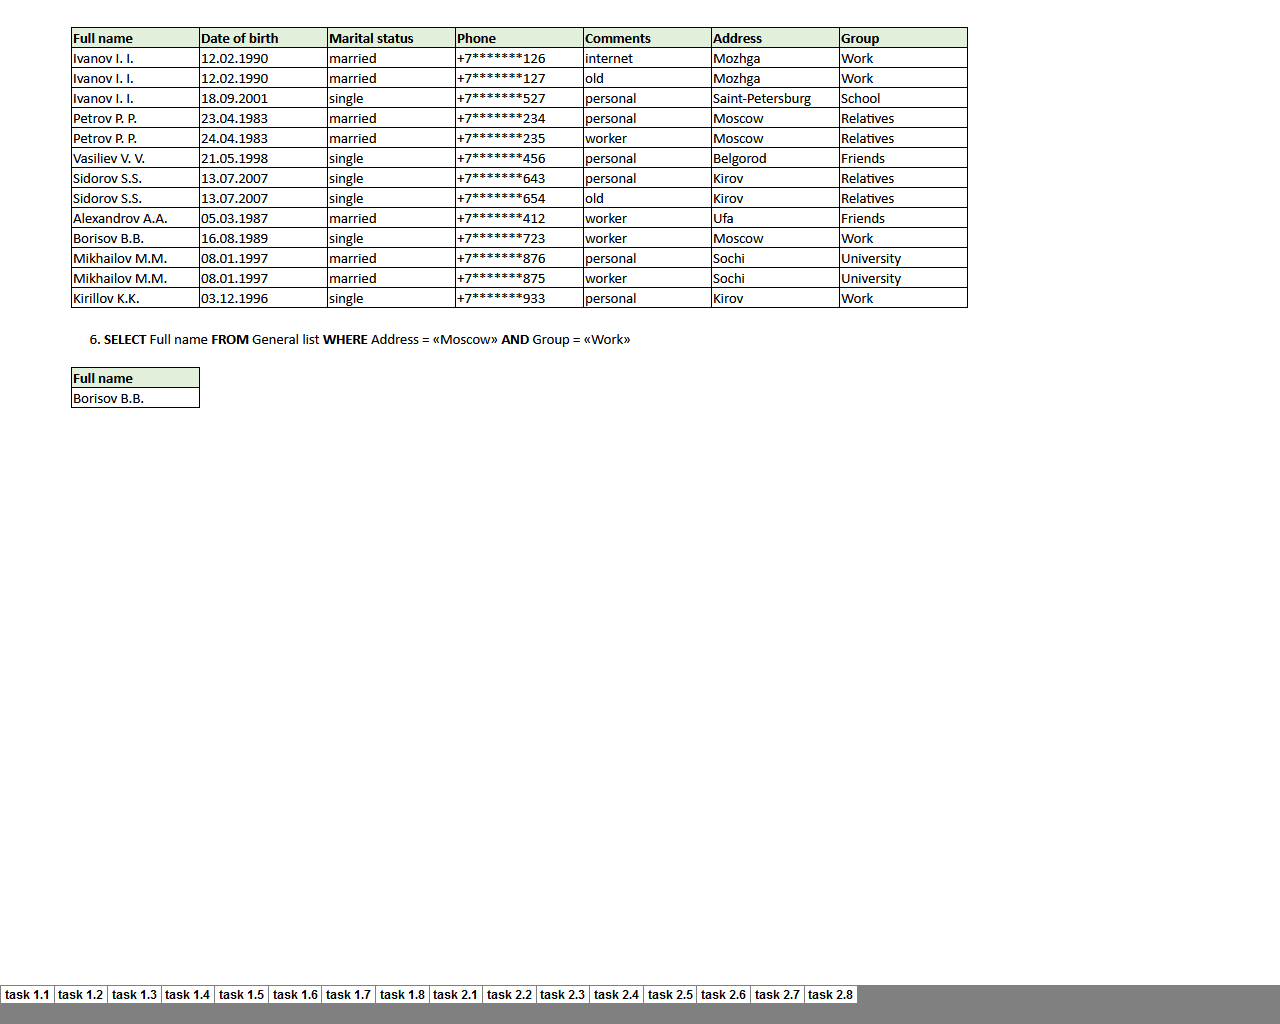 Full name Date of birth Marital status Phone Comments Address Group
Ivanov I. I. 12.02.1990 married +7*******126 internet Mozhga Work
Ivanov I. I. 12.02.1990 married +7*******127 old Mozhga Work
Ivanov I. I. 18.09.2001 single +7*******527 personal Saint-Petersburg School
Petrov P. P. 23.04.1983 married +7*******234 personal Moscow Relatives
Petrov P. P. 24.04.1983 married +7*******235 worker Moscow Relatives
Vasiliev V. V. 21.05.1998 single +7*******456 personal Belgorod Friends
Sidorov S.S. 13.07.2007 single +7*******643 personal Kirov Relatives
Sidorov S.S. 13.07.2007 single +7*******654 old Kirov Relatives
Alexandrov A.A. 05.03.1987 married +7*******412 worker Ufa Friends
Borisov B.B. 16.08.1989 single +7*******723 worker Moscow Work
Mikhailov M.M. 08.01.1997 married +7*******876 personal Sochi University
Mikhailov M.M. 08.01.1997 married +7*******875 worker Sochi University
Kirillov K.K. 03.12.1996 single +7*******933 personal Kirov Work
6. SELECT Full name FROM General list WHERE Address = «Moscow» AND Group = «Work»
Full name
Borisov B.B.
task 1.1 task 1.2 task 1.3 task 1.4 task 1.5 task 1.6 task 1.7 task 1.8 task 2.1 task 2.2 task 2.3 task 2.4 task 2.5 task 2.6 task 2.7 task 2.8